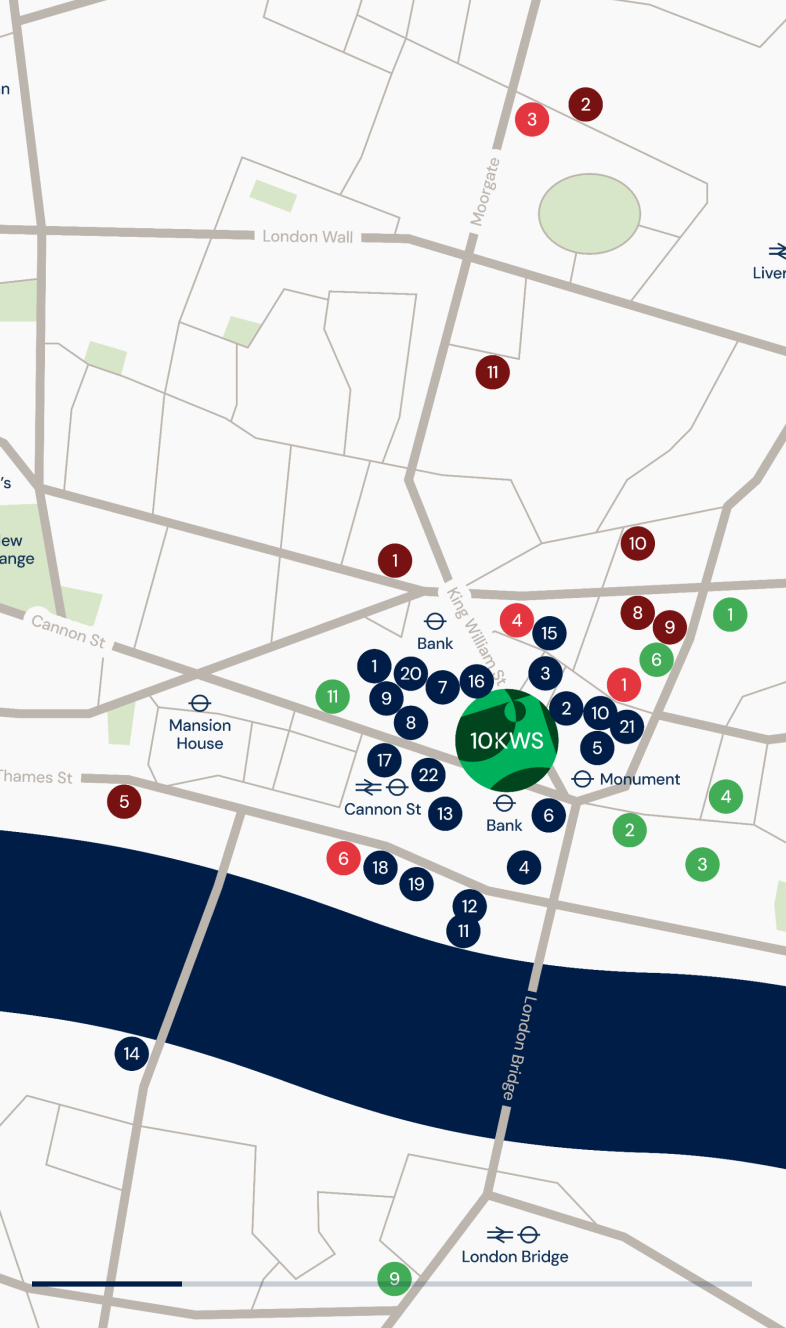 n
2
3
Moorgate
London Wall
Liver
11
's
ew
ange
10
1
King William St
8
9
1
4
15
Bank
Cannon St
6
1
20
7
16
3
1
11
9
8
2
10
21
Mansion
House
10KWS
5
17
22
Monument
Thames St
Cannon St
13
Bank
6
4
5
2
6
18
19
4
3
12
11
London Bridge
14
London Bridge
9